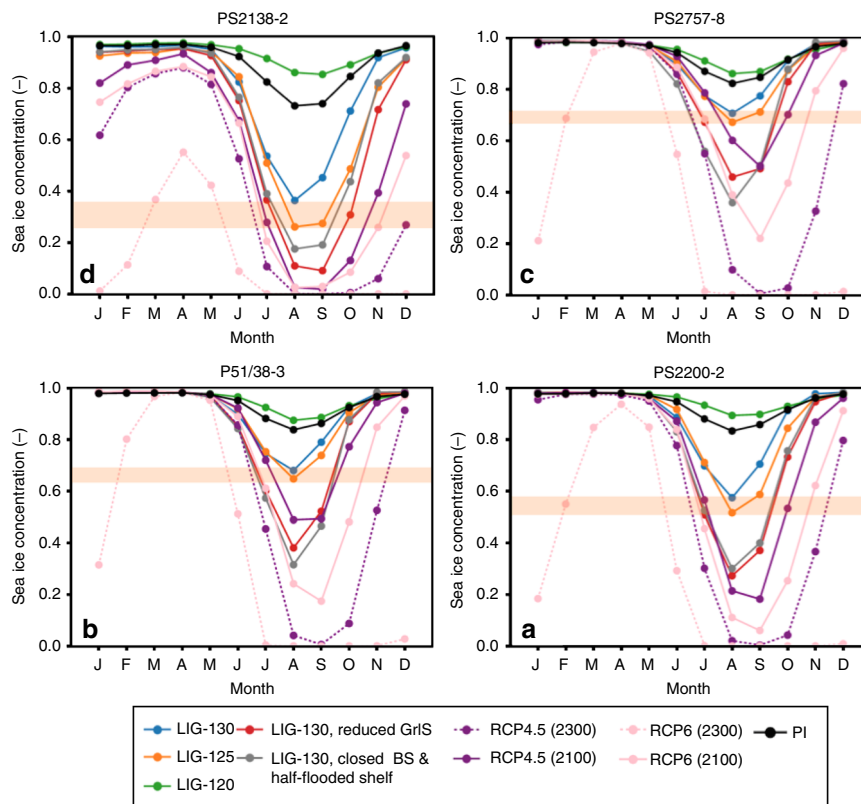 PS2138-2
1.0
0.8
0.6
0.4
0.2
0.0
Sea ice concentration (–)
d
J F M A M J J A S O N D
Month
PS2757-8
1.0
0.8
0.6
0.4
0.2
0.0
Sea ice concentration (–)
c
J F M A M J J A S O N D
Month
P51/38-3
1.0
0.8
0.6
0.4
0.2
0.0
Sea ice concentration (–)
b
J F M A M J J A S O N D
Month
PS2200-2
1.0
0.8
0.6
0.4
0.2
0.0
Sea ice concentration (–)
a
J F M A M J J A S O N D
Month
LIG-130
LIG-125
LIG-120
LIG-130, reduced GrIS
LIG-130, closed BS &
half-flooded shelf
RCP4.5 (2300)
RCP4.5 (2100)
RCP6 (2300)
RCP6 (2100)
PI